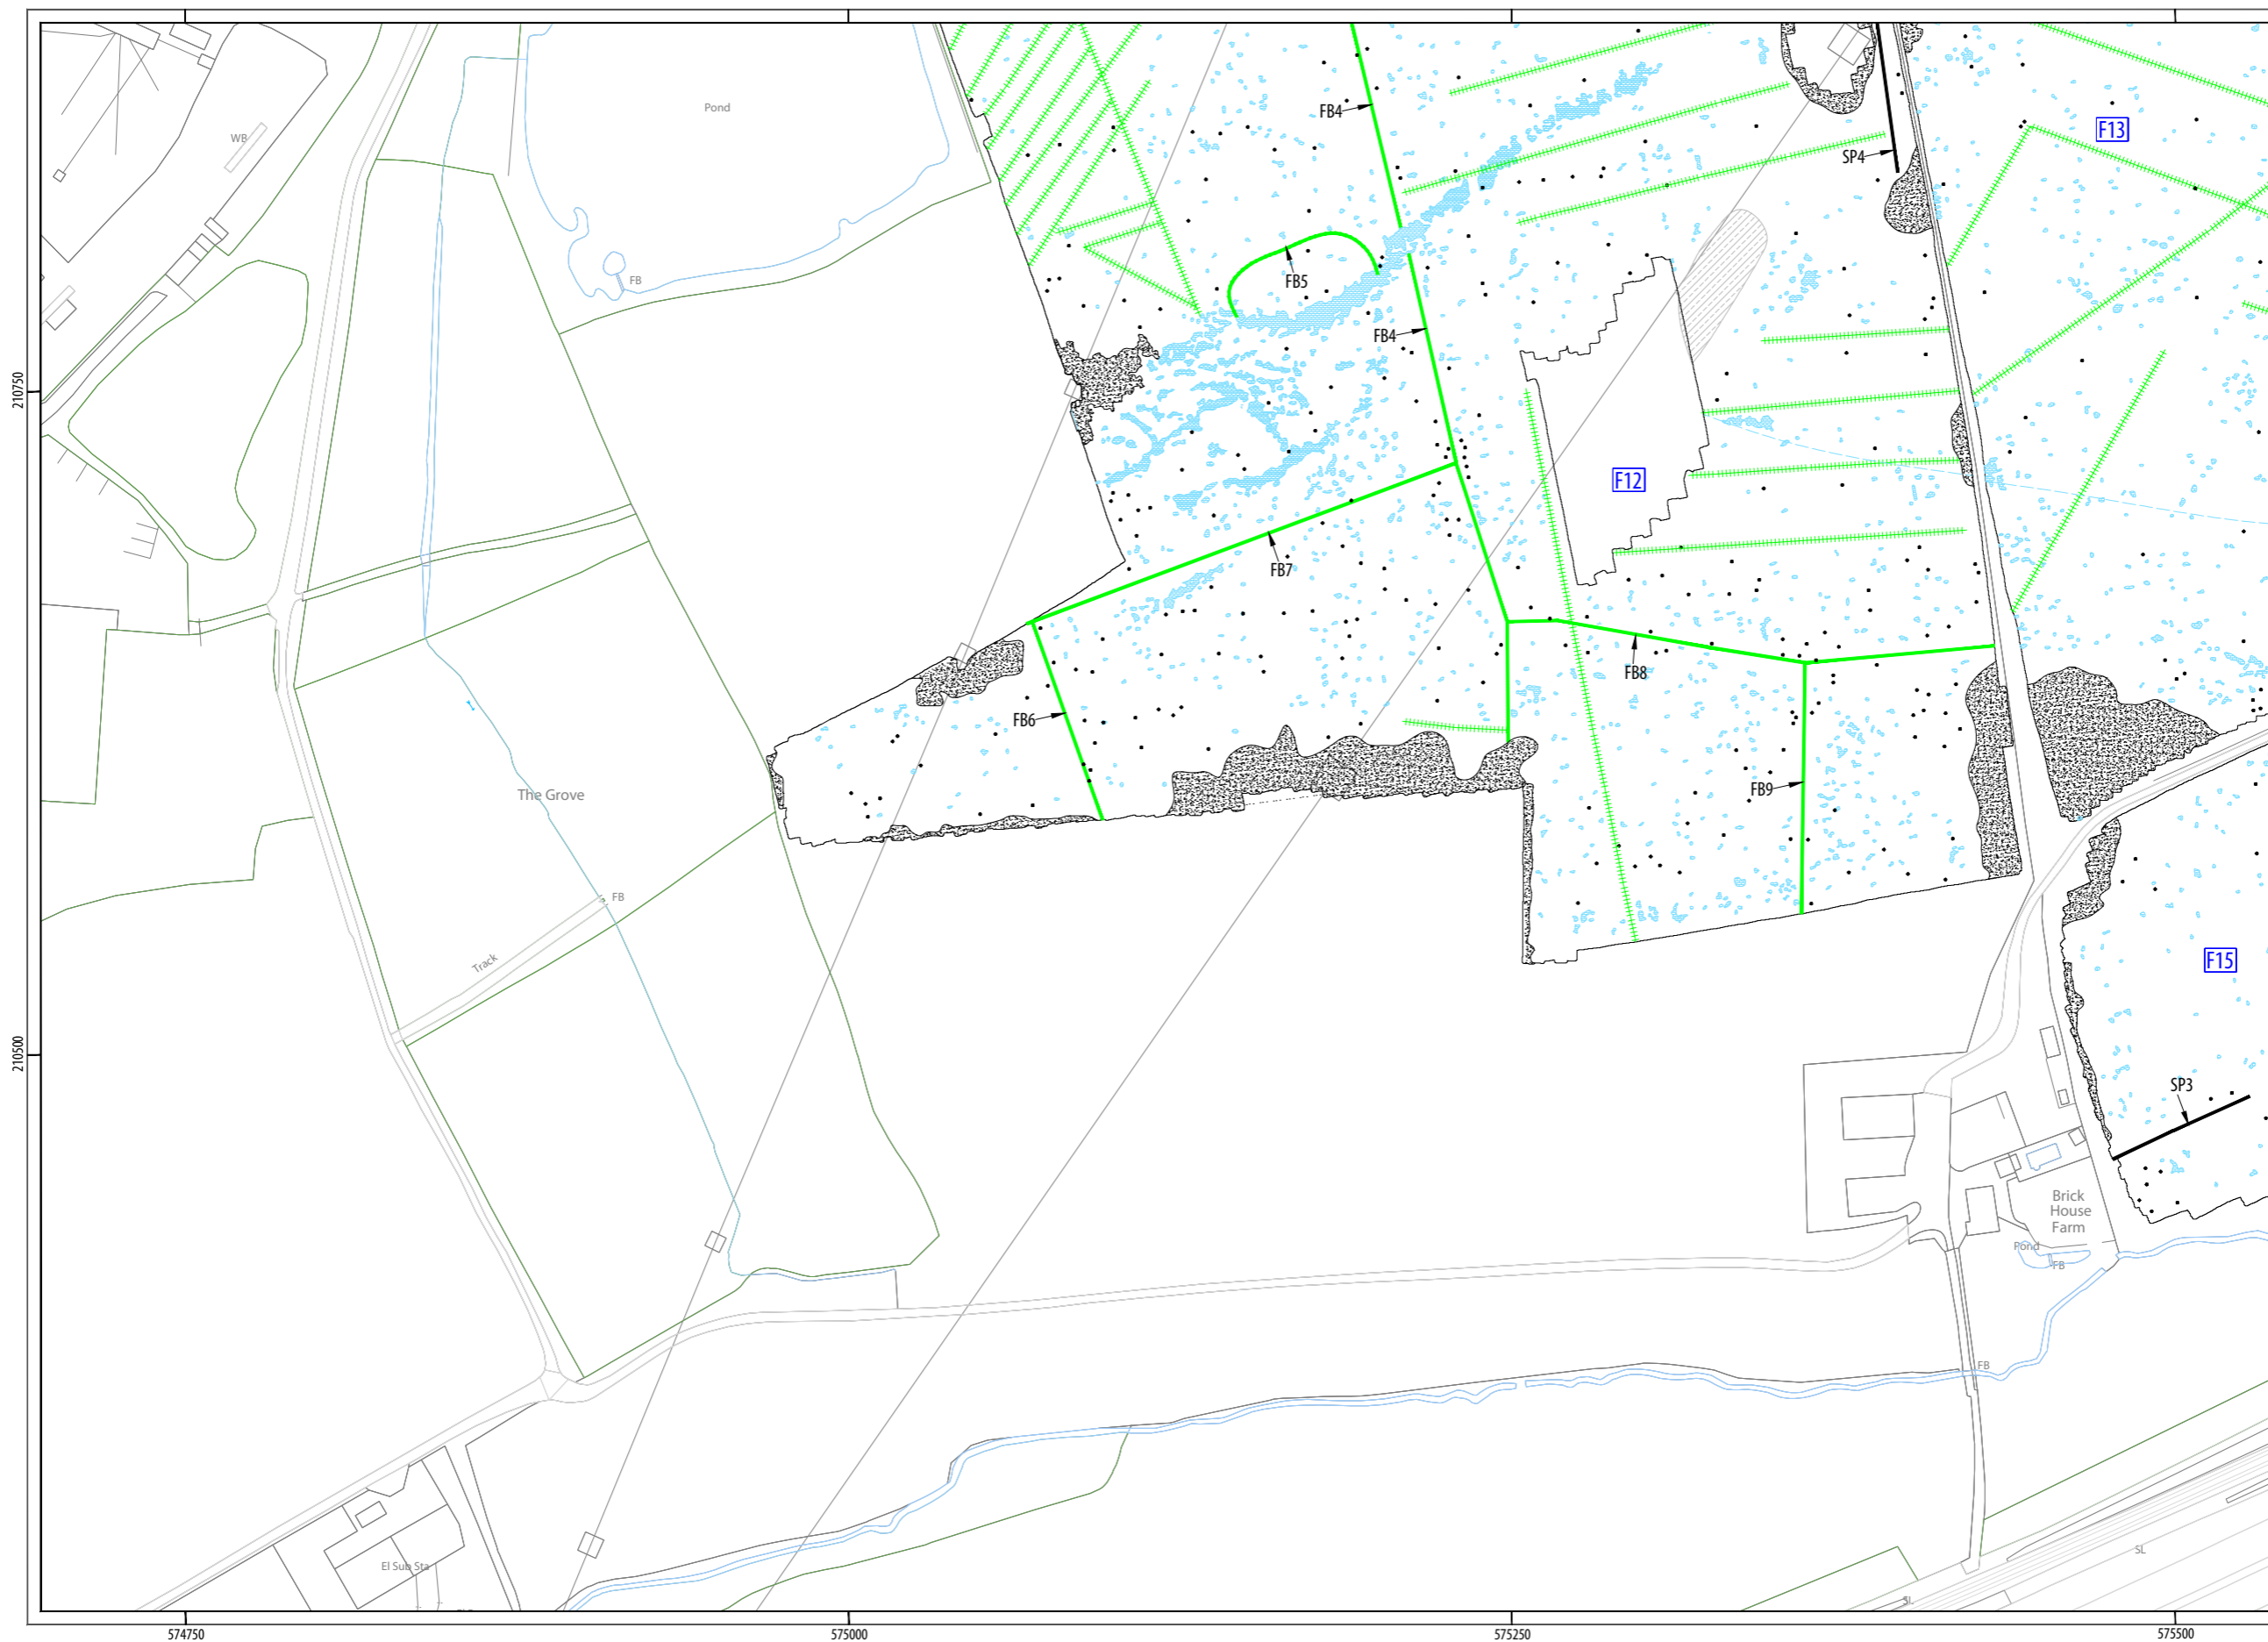 Pond
WB
FB4
SP4
F13
FB
FB5
FB4
210750
F12
FB7
FB8
FB6
The Grove
FB9
FB
Track
F15
210500
SP3
Brick
House
Farm
Pond
FB
FB
El Sub Sta
SL
SL
574750
575000
575250
575500